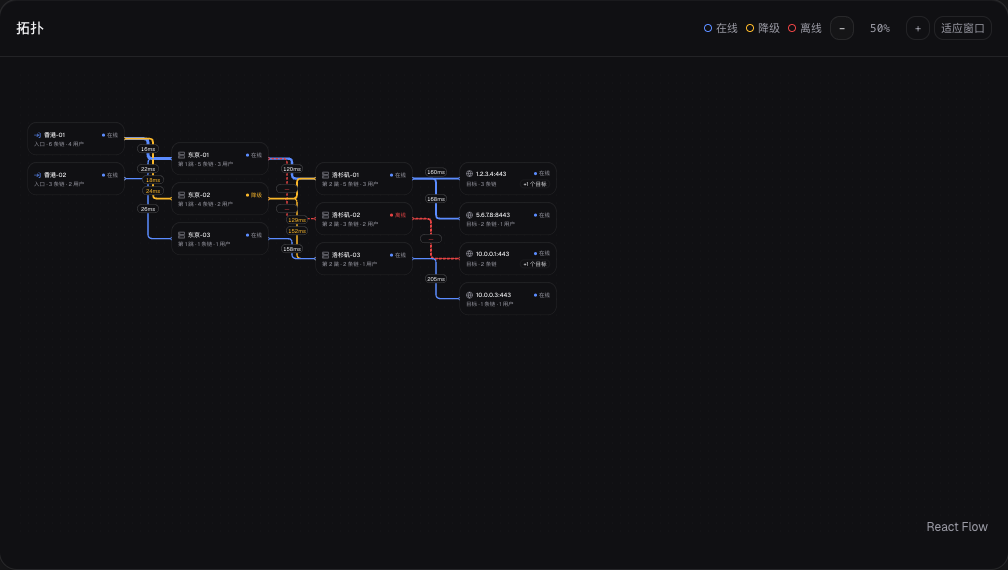 拓扑
在线 降级 离线 − 50% + 适应窗口
香港-01 在线
入口 · 6 条链 · 4 用户
香港-02 在线
入口 · 3 条链 · 2 用户
16ms
22ms
18ms
24ms
26ms
东京-01 在线
第 1 跳 · 5 条链 · 3 用户
东京-02 降级
第 1 跳 · 4 条链 · 2 用户
东京-03 在线
第 1 跳 · 1 条链 · 1 用户
120ms
...
...
129ms
152ms
158ms
洛杉矶-01 在线
第 2 跳 · 5 条链 · 3 用户
洛杉矶-02 离线
第 2 跳 · 3 条链 · 2 用户
洛杉矶-03 在线
第 2 跳 · 2 条链 · 1 用户
160ms
168ms
...
205ms
1.2.3.4:443 在线
目标 · 3 条链 +1 个目标
5.6.7.8:8443 在线
目标 · 2 条链 · 1 用户
10.0.0.1:443 在线
目标 · 2 条链 +1 个目标
10.0.0.3:443 在线
目标 · 1 条链 · 1 用户
React Flow